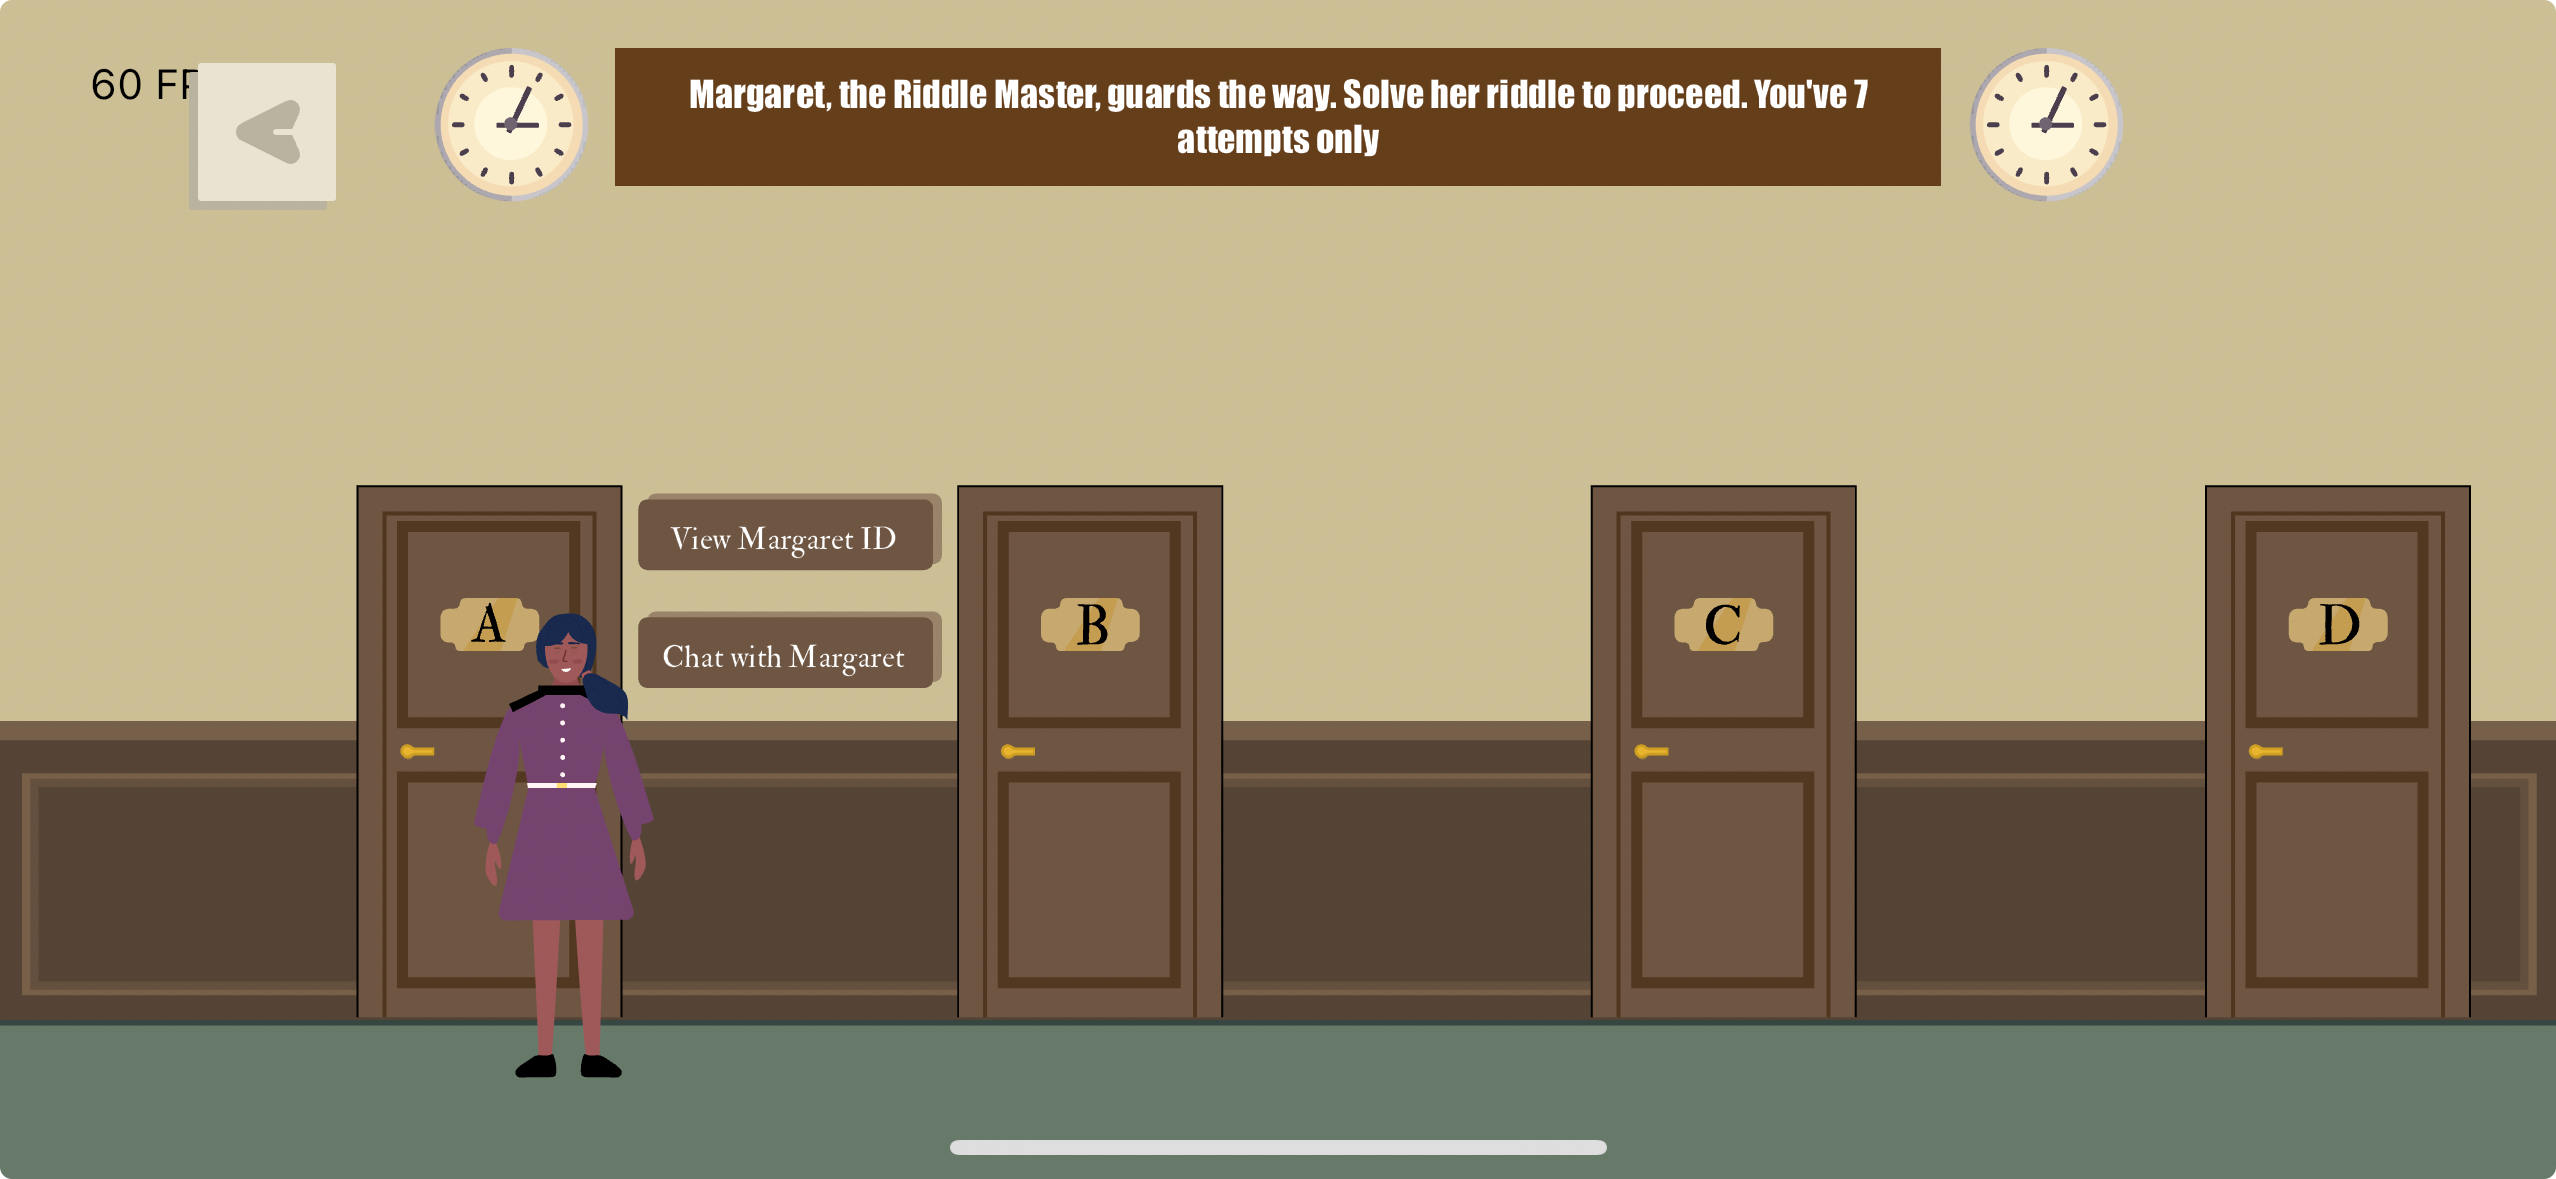 60 FP
Margaret, the Riddle Master, guards the way. Solve her riddle to proceed. You've 7
attempts only
View Margaret ID
Chat with Margaret
A
B
C
D